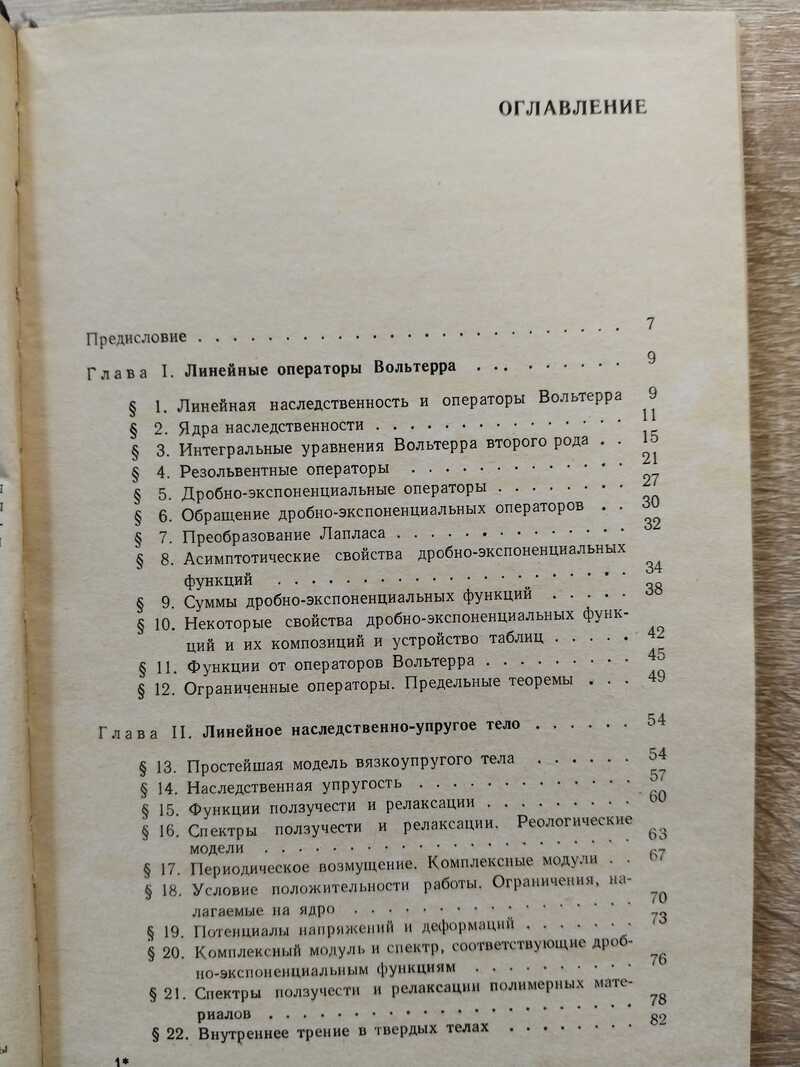 ОГЛАВЛЕНИЕ
Предисловие . . . . . . . . . . . . . . . . . . . . . . . . 7
Глава I. Линейные операторы Вольтерра . . . . . . . . . 9
§ 1. Линейная наследственность и операторы Вольтерра 9
§ 2. Ядра наследственности . . . . . . . . . . . . . . . 11
§ 3. Интегральные уравнения Вольтерра второго рода . . 15
§ 4. Резольвентные операторы . . . . . . . . . . . . . 21
§ 5. Дробно-экспоненциальные операторы . . . . . . . . 27
§ 6. Обращение дробно-экспоненциальных операторов . . 30
§ 7. Преобразование Лапласа . . . . . . . . . . . . . . 32
§ 8. Асимптотические свойства дробно-экспоненциальных
функций . . . . . . . . . . . . . . . . . . . . . 34
§ 9. Суммы дробно-экспоненциальных функций . . . . . 38
§ 10. Некоторые свойства дробно-экспоненциальных функ-
ций и их композиций и устройство таблиц . . . . . 42
§ 11. Функции от операторов Вольтерра . . . . . . . . . 45
§ 12. Ограниченные операторы. Предельные теоремы . . . 49
Глава II. Линейное наследственно-упругое тело . . . . . . 54
§ 13. Простейшая модель вязкоупругого тела . . . . . . 54
§ 14. Наследственная упругость . . . . . . . . . . . . . 57
§ 15. Функции ползучести и релаксации . . . . . . . . . 60
§ 16. Спектры ползучести и релаксации. Реологические
модели . . . . . . . . . . . . . . . . . . . . . . 63
§ 17. Периодическое возмущение. Комплексные модули . . 67
§ 18. Условие положительности работы. Ограничения, на-
лагаемые на ядро . . . . . . . . . . . . . . . . . 70
§ 19. Потенциалы напряжений и деформаций . . . . . . . 73
§ 20. Комплексный модуль и спектр, соответствующие дроб-
но-экспоненциальным функциям . . . . . . . . . . 76
§ 21. Спектры ползучести и релаксации полимерных мате-
риалов . . . . . . . . . . . . . . . . . . . . . . 78
§ 22. Внутреннее трение в твердых телах . . . . . . . . 82
1*